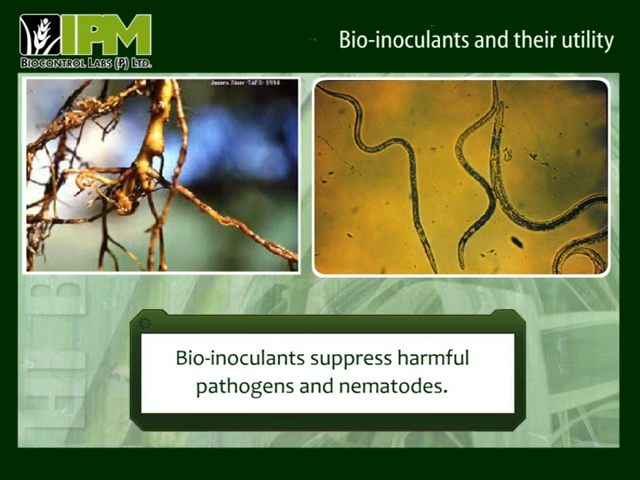 IPM
BIOCONTROL LABS (P) LTD.
Bio-inoculants and their utility
Bio-inoculants suppress harmful
pathogens and nematodes.